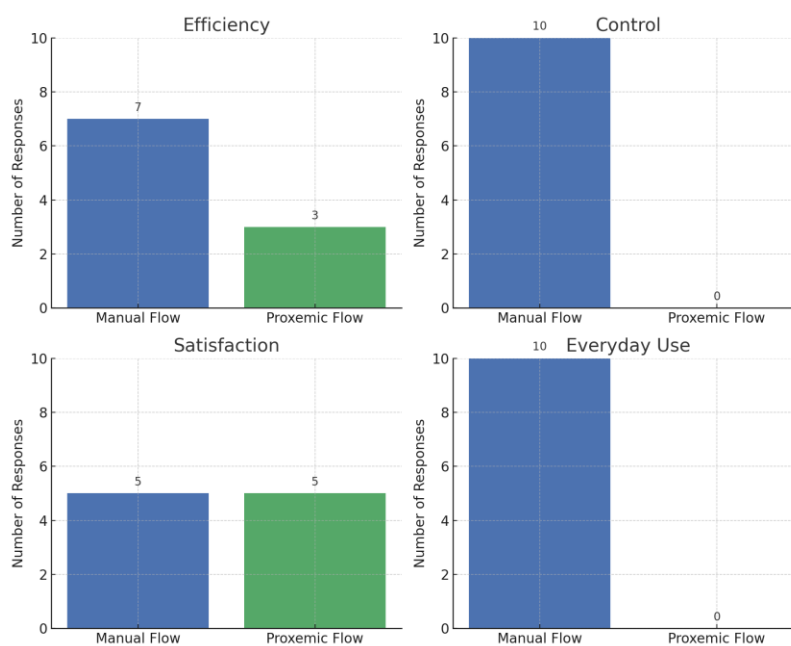 Efficiency
Number of Responses
10
8
6
4
2
0
7
3
Manual Flow
Proxemic Flow
Control
Number of Responses
10
8
6
4
2
0
10
0
Manual Flow
Proxemic Flow
Satisfaction
Number of Responses
10
8
6
4
2
0
5
5
Manual Flow
Proxemic Flow
Everyday Use
Number of Responses
10
8
6
4
2
0
10
0
Manual Flow
Proxemic Flow